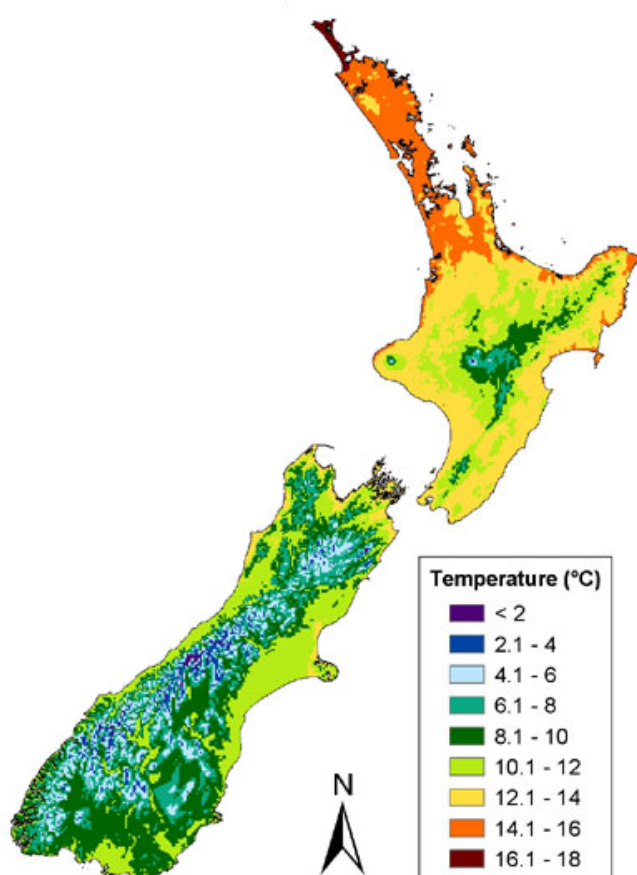 Temperature (°C)
< 2
2.1 - 4
4.1 - 6
6.1 - 8
8.1 - 10
10.1 - 12
12.1 - 14
14.1 - 16
16.1 - 18
N